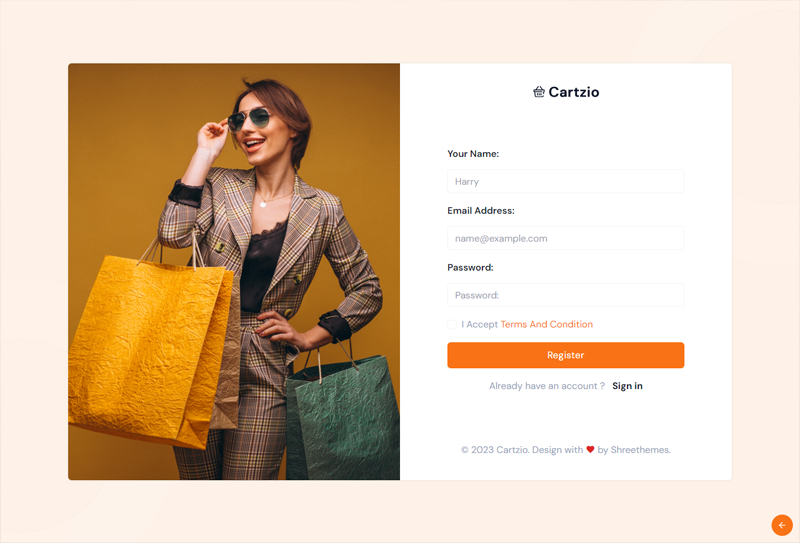 Cartzio
Your Name:
Harry
Email Address:
name@example.com
Password:
Password:
I Accept Terms And Condition
Register
Already have an account ? Sign in
© 2023 Cartzio. Design with ❤ by Shreethemes.